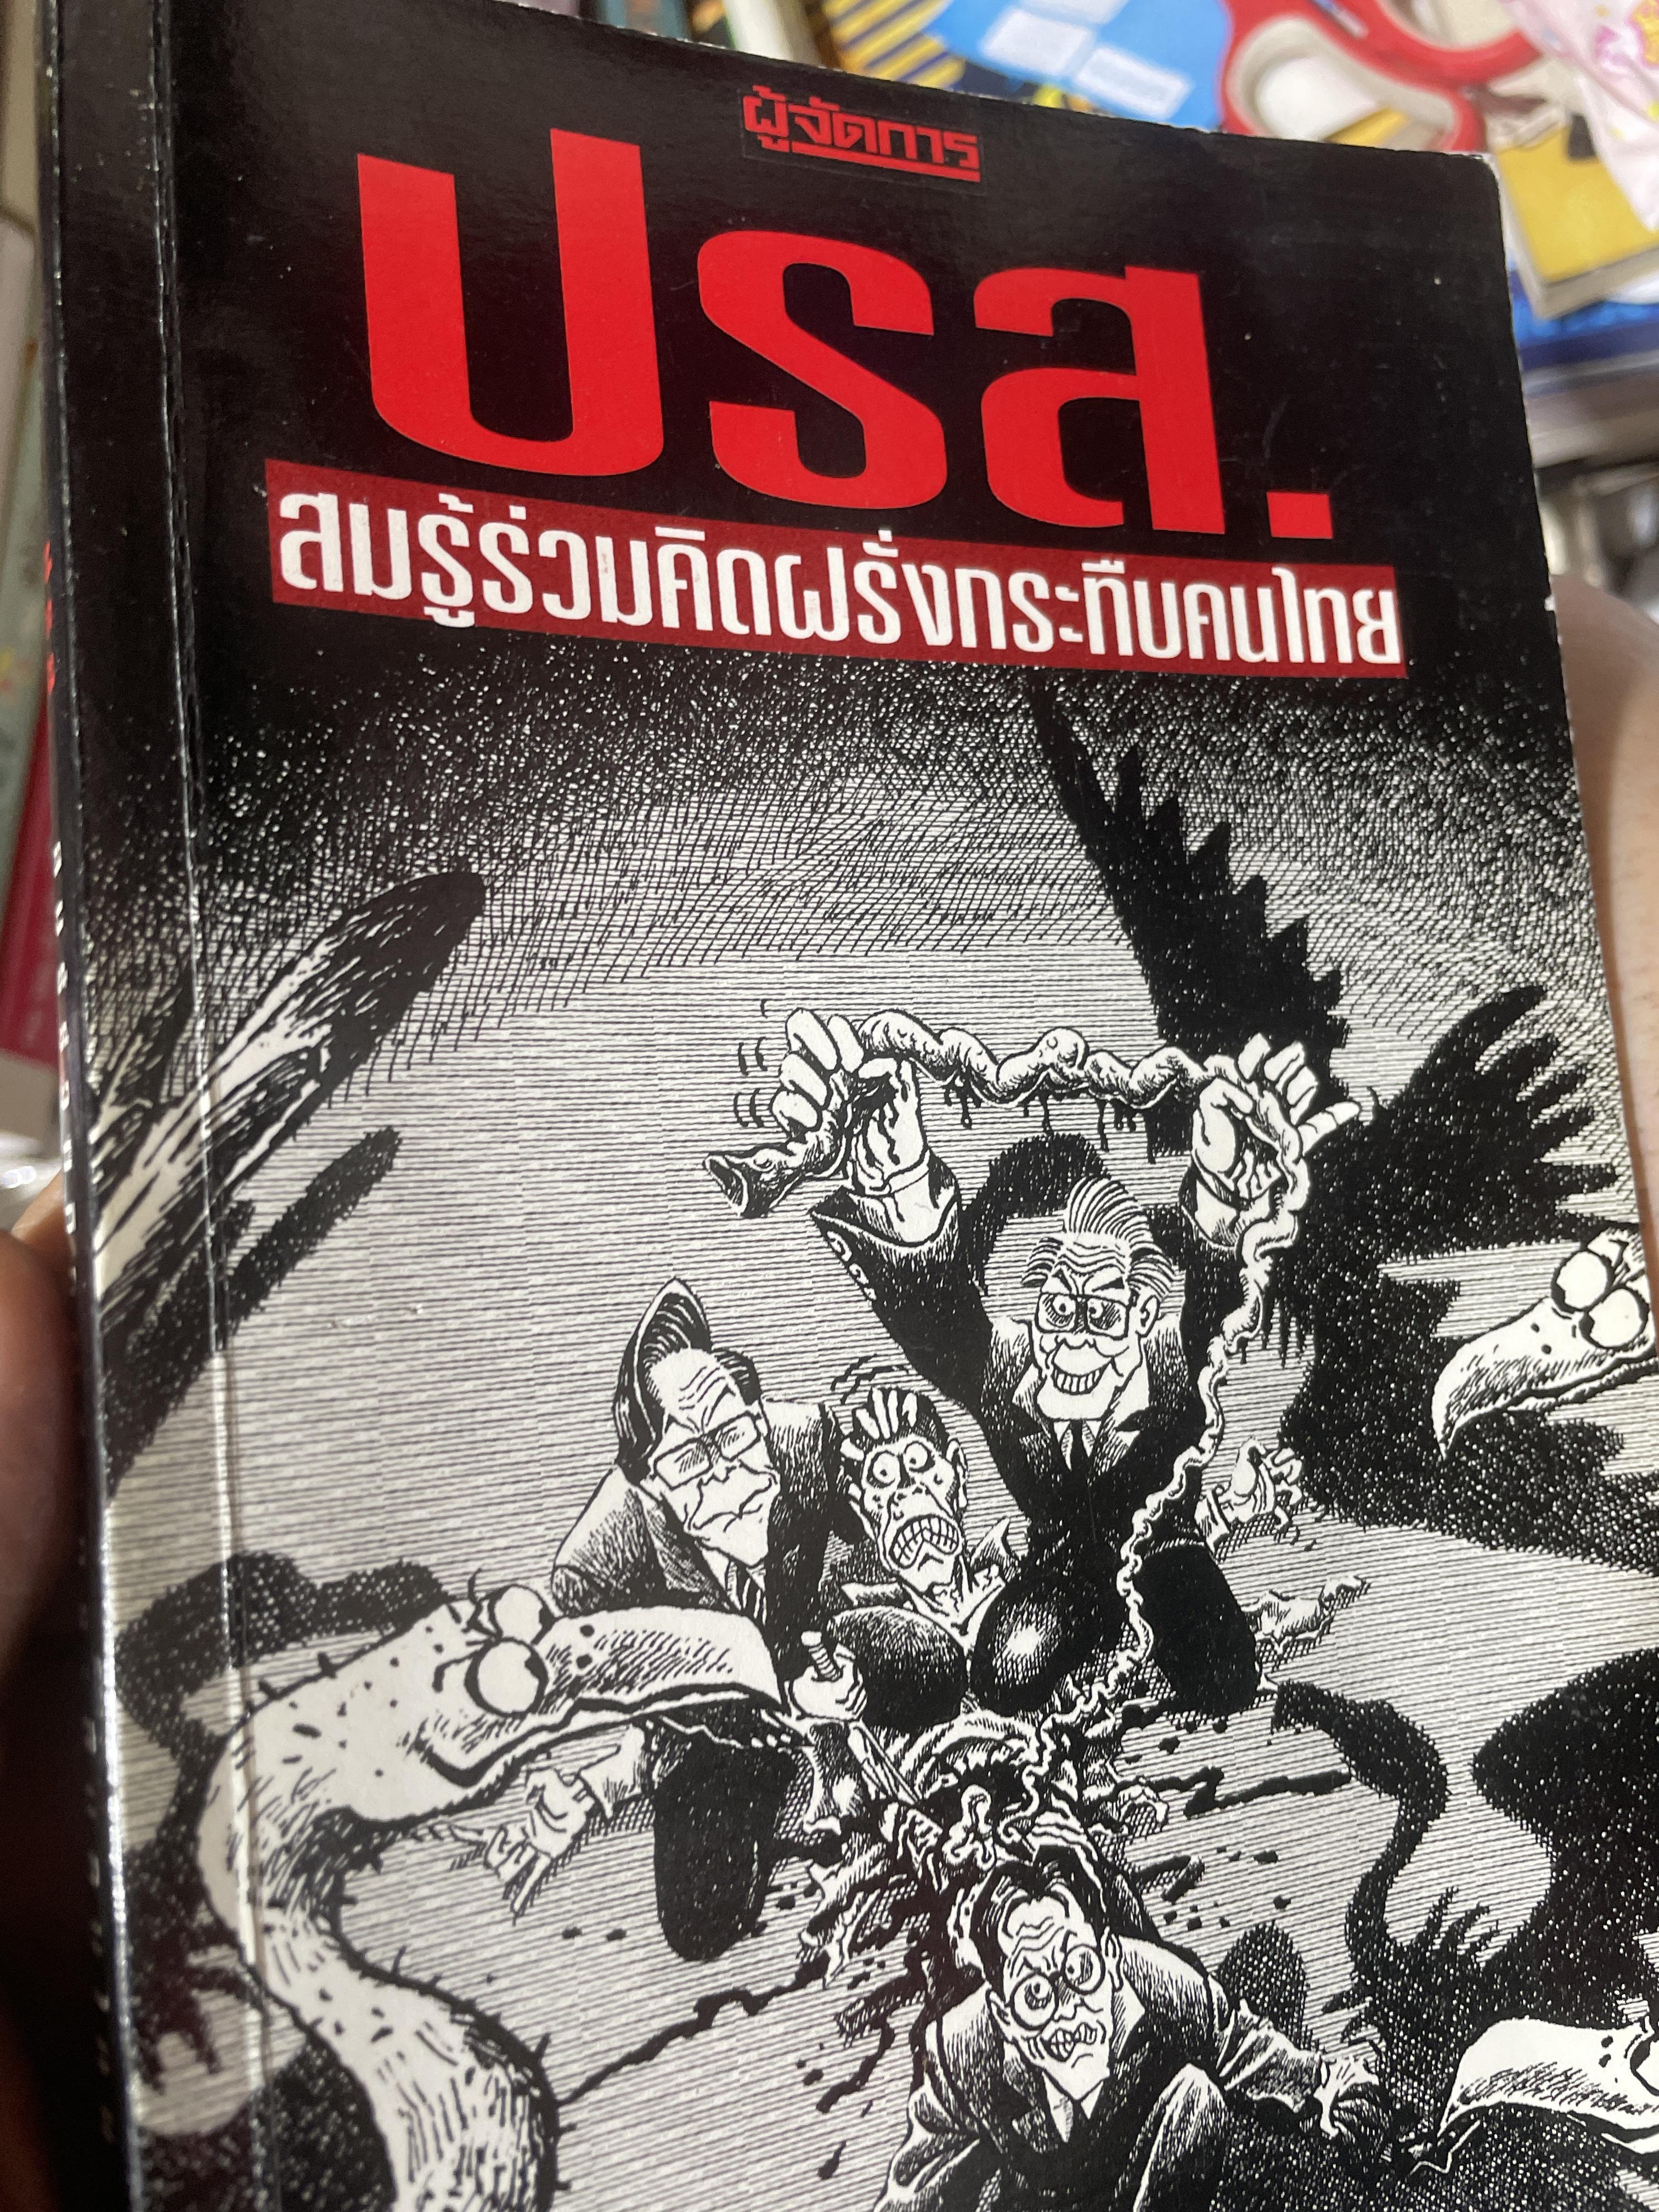 ผู้จัดการ
ปรส.
สมรู้ร่วมคิดฝรั่งกระทืบคนไทย